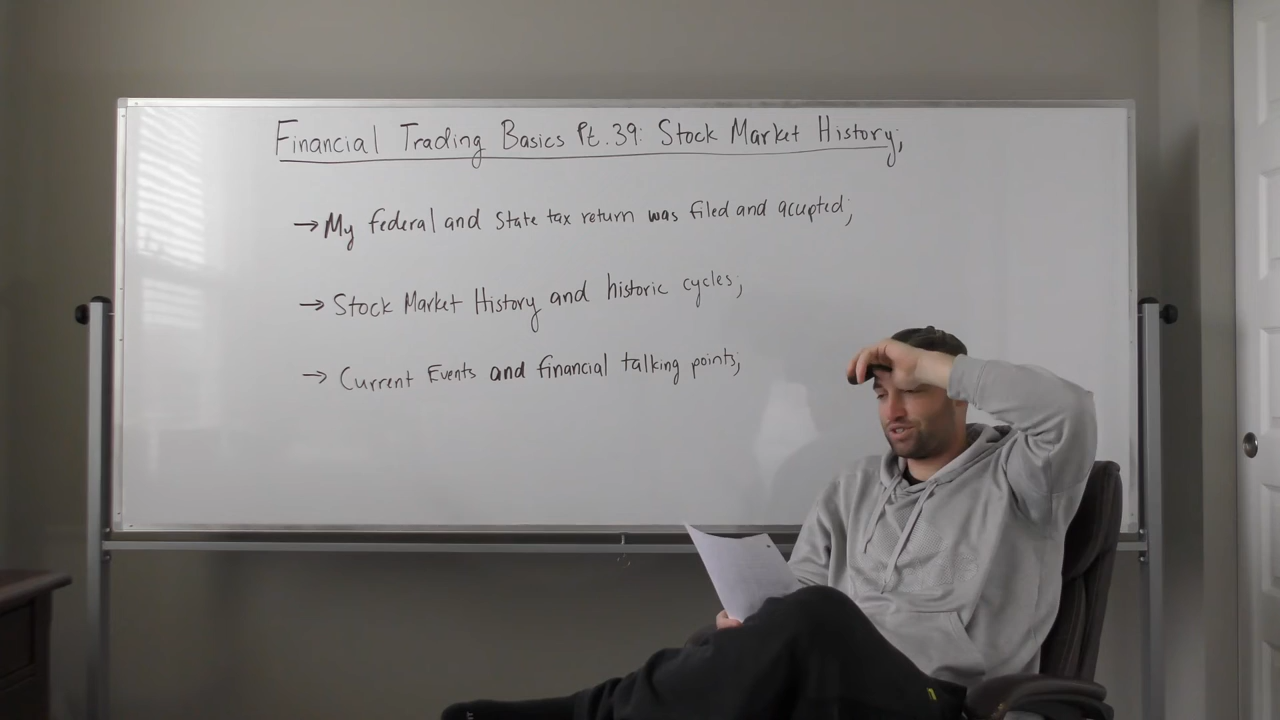 Financial Trading Basics Pt. 39: Stock Market History;
→ My federal and State tax return was filed and acupted;
→ Stock Market History and historic cycles;
→ Current Events and financial talking points;